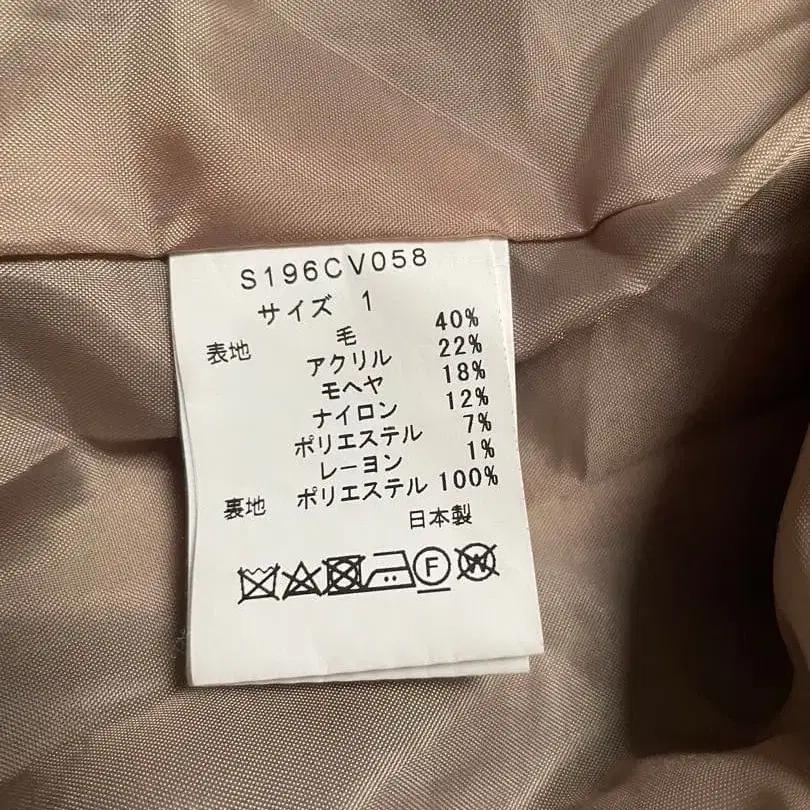 S196CV058
サイズ 1
表地 毛 40%
アクリル 22%
モヘヤ 18%
ナイロン 12%
ポリエステル 7%
レーヨン 1%
裏地 ポリエステル 100%
日本製
F W